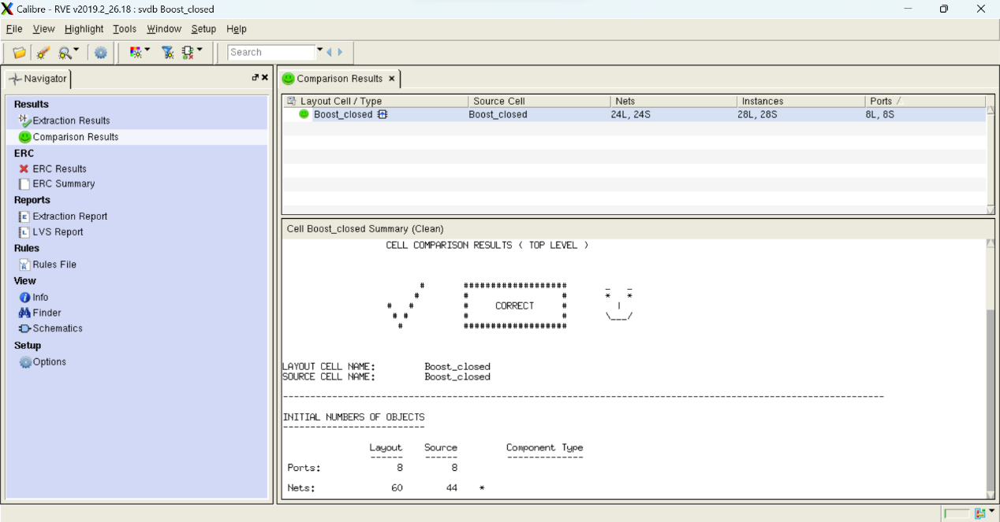 Calibre - RVE v2019.2_26.18 : svdb Boost_closed
File View Highlight Tools Window Setup Help
Search
Navigator
Results
Extraction Results
Comparison Results
ERC
ERC Results
ERC Summary
Reports
Extraction Report
LVS Report
Rules
Rules File
View
Info
Finder
Schematics
Setup
Options
Comparison Results
Layout Cell / Type Source Cell Nets Instances Ports
Boost_closed Boost_closed 24L, 24S 28L, 28S 8L, 8S
Cell Boost_closed Summary (Clean)
CELL COMPARISON RESULTS ( TOP LEVEL )
# ################### _ _
# # # * *
# # # CORRECT # |
# # # # \___/
# ###################
LAYOUT CELL NAME: Boost_closed
SOURCE CELL NAME: Boost_closed
INITIAL NUMBERS OF OBJECTS
Layout Source Component Type
Ports: 8 8
Nets: 60 44 *